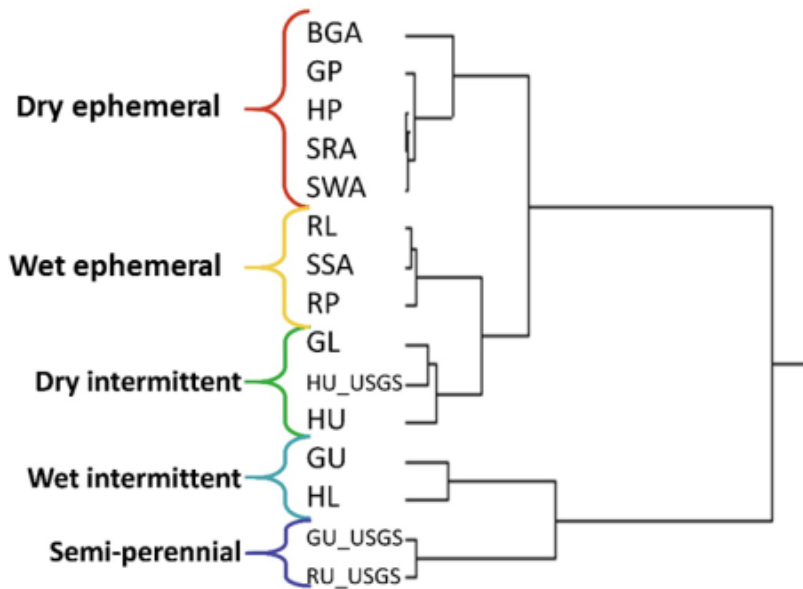 BGA
GP
Dry ephemeral
HP
SRA
SWA
RL
Wet ephemeral
SSA
RP
GL
Dry intermittent
HU_USGS
HU
GU
Wet intermittent
HL
GU_USGS
Semi-perennial
RU_USGS